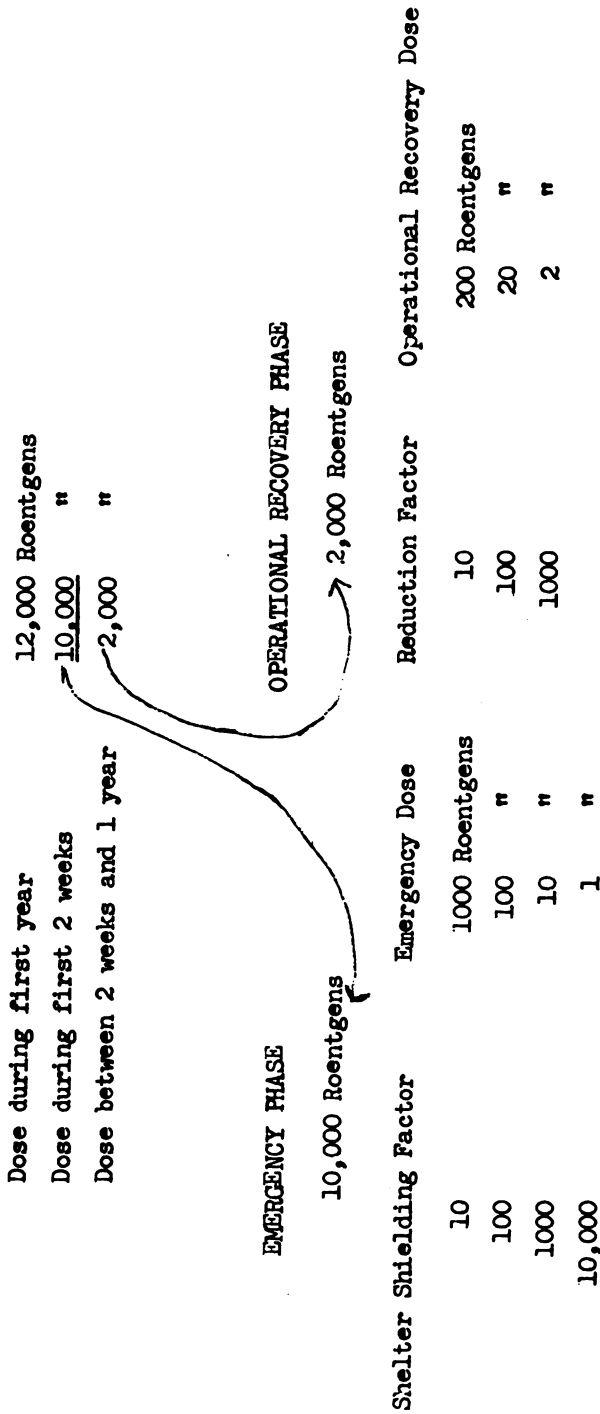 Dose during first year 12,000 Roentgens
Dose during first 2 weeks 10,000 "
Dose between 2 weeks and 1 year 2,000 "
EMERGENCY PHASE OPERATIONAL RECOVERY PHASE
10,000 Roentgens 2,000 Roentgens
Shelter Shielding Factor Emergency Dose Reduction Factor Operational Recovery Dose
10 1000 Roentgens 10 200 Roentgens
100 100 " 100 20 "
1000 10 " 1000 2 "
10,000 1 "